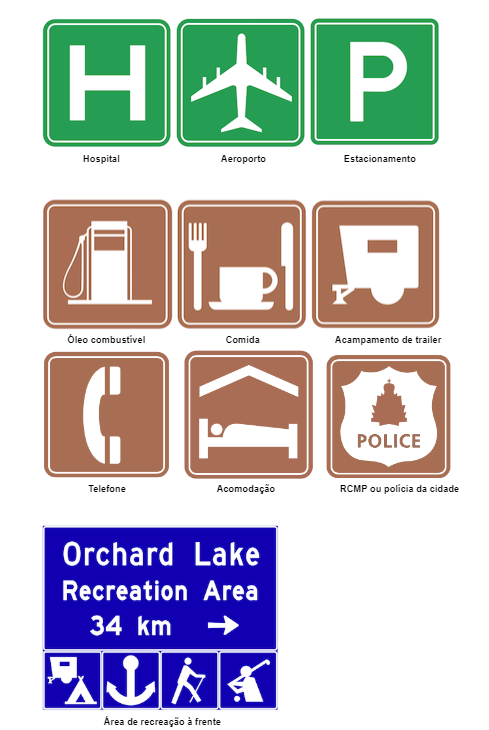 H
P
Hospital
Aeroporto
Estacionamento
Óleo combustível
Comida
Acampamento de trailer
POLICE
Telefone
Acomodação
RCMP ou polícia da cidade
Orchard Lake
Recreation Area
34 km →
Área de recreação à frente